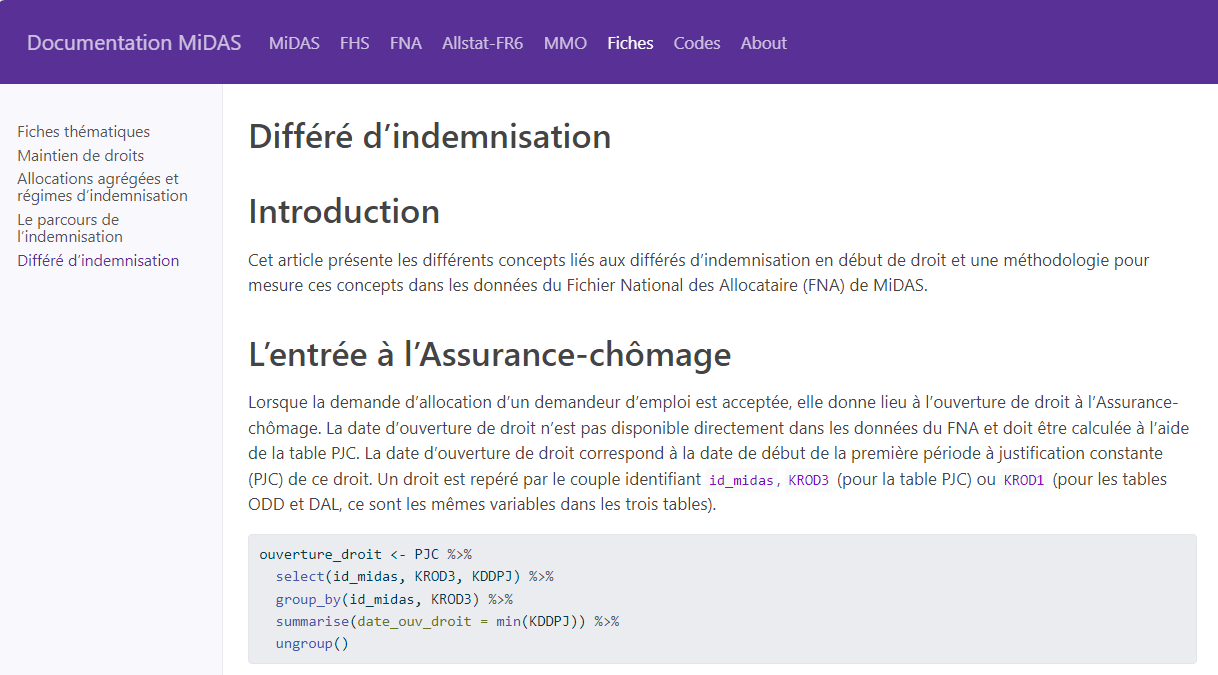 Documentation MiDAS MiDAS FHS FNA Allstat-FR6 MMO Fiches Codes About
Fiches thématiques
Maintien de droits
Allocations agrégées et
régimes d’indemnisation
Le parcours de
l’indemnisation
Différé d’indemnisation
Différé d’indemnisation
Introduction
Cet article présente les différents concepts liés aux différés d’indemnisation en début de droit et une méthodologie pour
mesure ces concepts dans les données du Fichier National des Allocataire (FNA) de MiDAS.
L’entrée à l’Assurance-chômage
Lorsque la demande d’allocation d’un demandeur d’emploi est acceptée, elle donne lieu à l’ouverture de droit à l’Assurance-
chômage. La date d’ouverture de droit n’est pas disponible directement dans les données du FNA et doit être calculée à l’aide
de la table PJC. La date d’ouverture de droit correspond à la date de début de la première période à justification constante
(PJC) de ce droit. Un droit est repéré par le couple identifiant id_midas, KROD3 (pour la table PJC) ou KROD1 (pour les tables
ODD et DAL, ce sont les mêmes variables dans les trois tables).
ouverture_droit <- PJC %>%
  select(id_midas, KROD3, KDDPJ) %>%
  group_by(id_midas, KROD3) %>%
  summarise(date_ouv_droit = min(KDDPJ)) %>%
  ungroup()